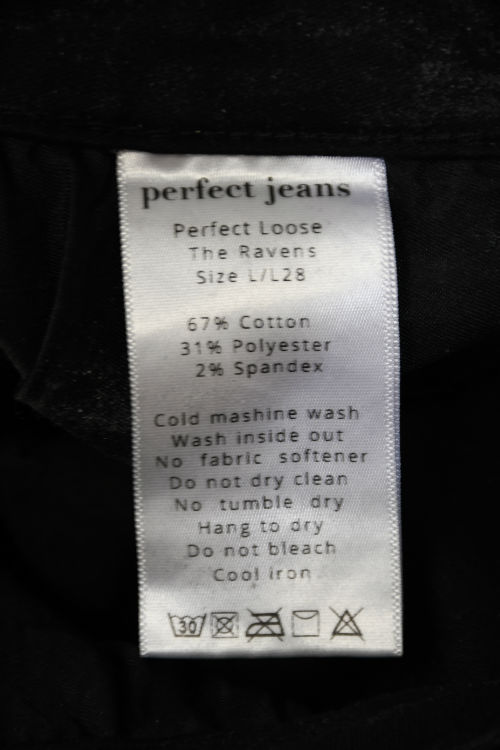 perfect jeans
Perfect Loose
The Ravens
Size L/L28
67% Cotton
31% Polyester
2% Spandex
Cold mashine wash
Wash inside out
No fabric softener
Do not dry clean
No tumble dry
Hang to dry
Do not bleach
Cool iron
30